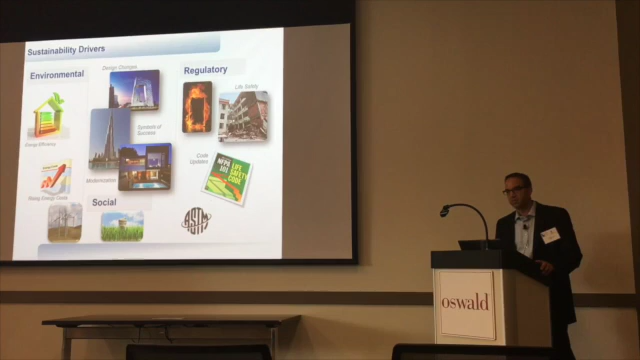 Sustainability Drivers
Environmental
Design Changes
Regulatory
Life Safety
Energy Efficiency
Symbols of
Success
Code
Updates
NFPA
101
LIFE
SAFETY
CODE
Modernization
Rising Energy Costs
Social
ASTM
oswald